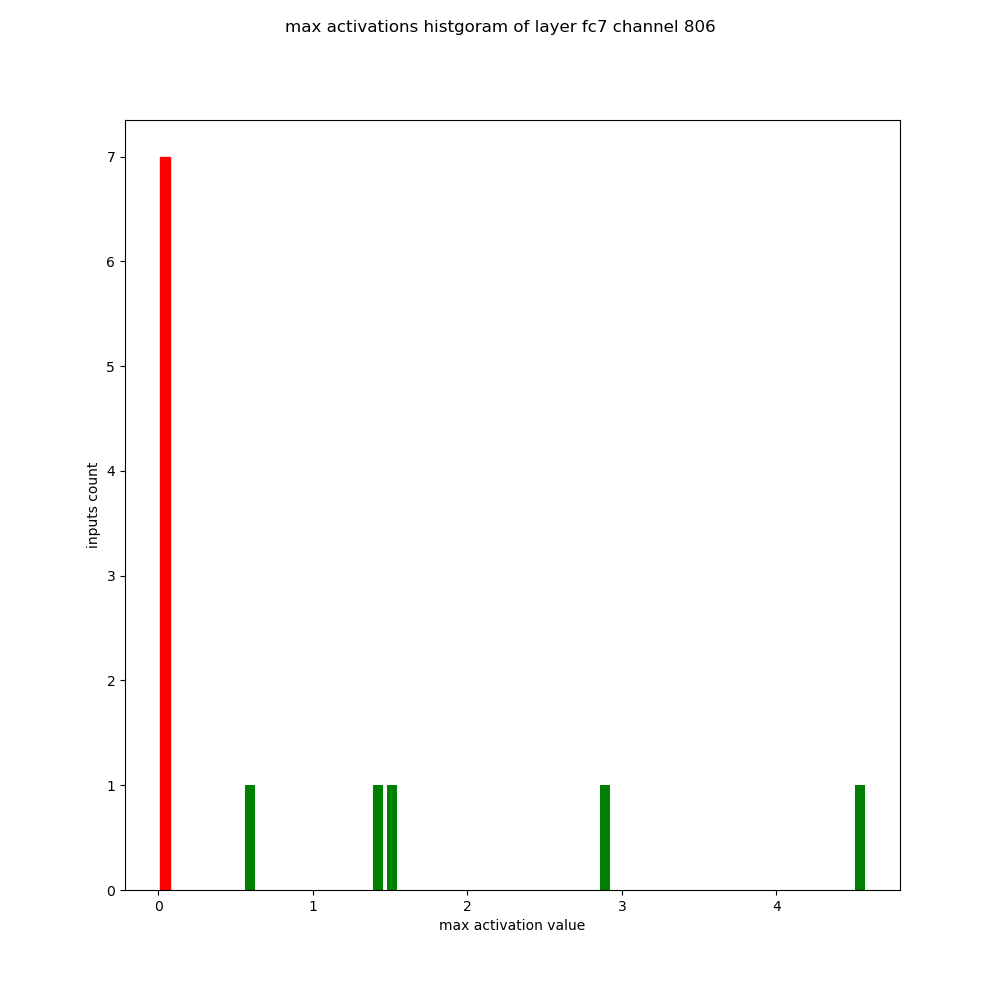 max activations histgoram of layer fc7 channel 806
7
6
5
4
3
2
1
0
inputs count
0 1 2 3 4
max activation value